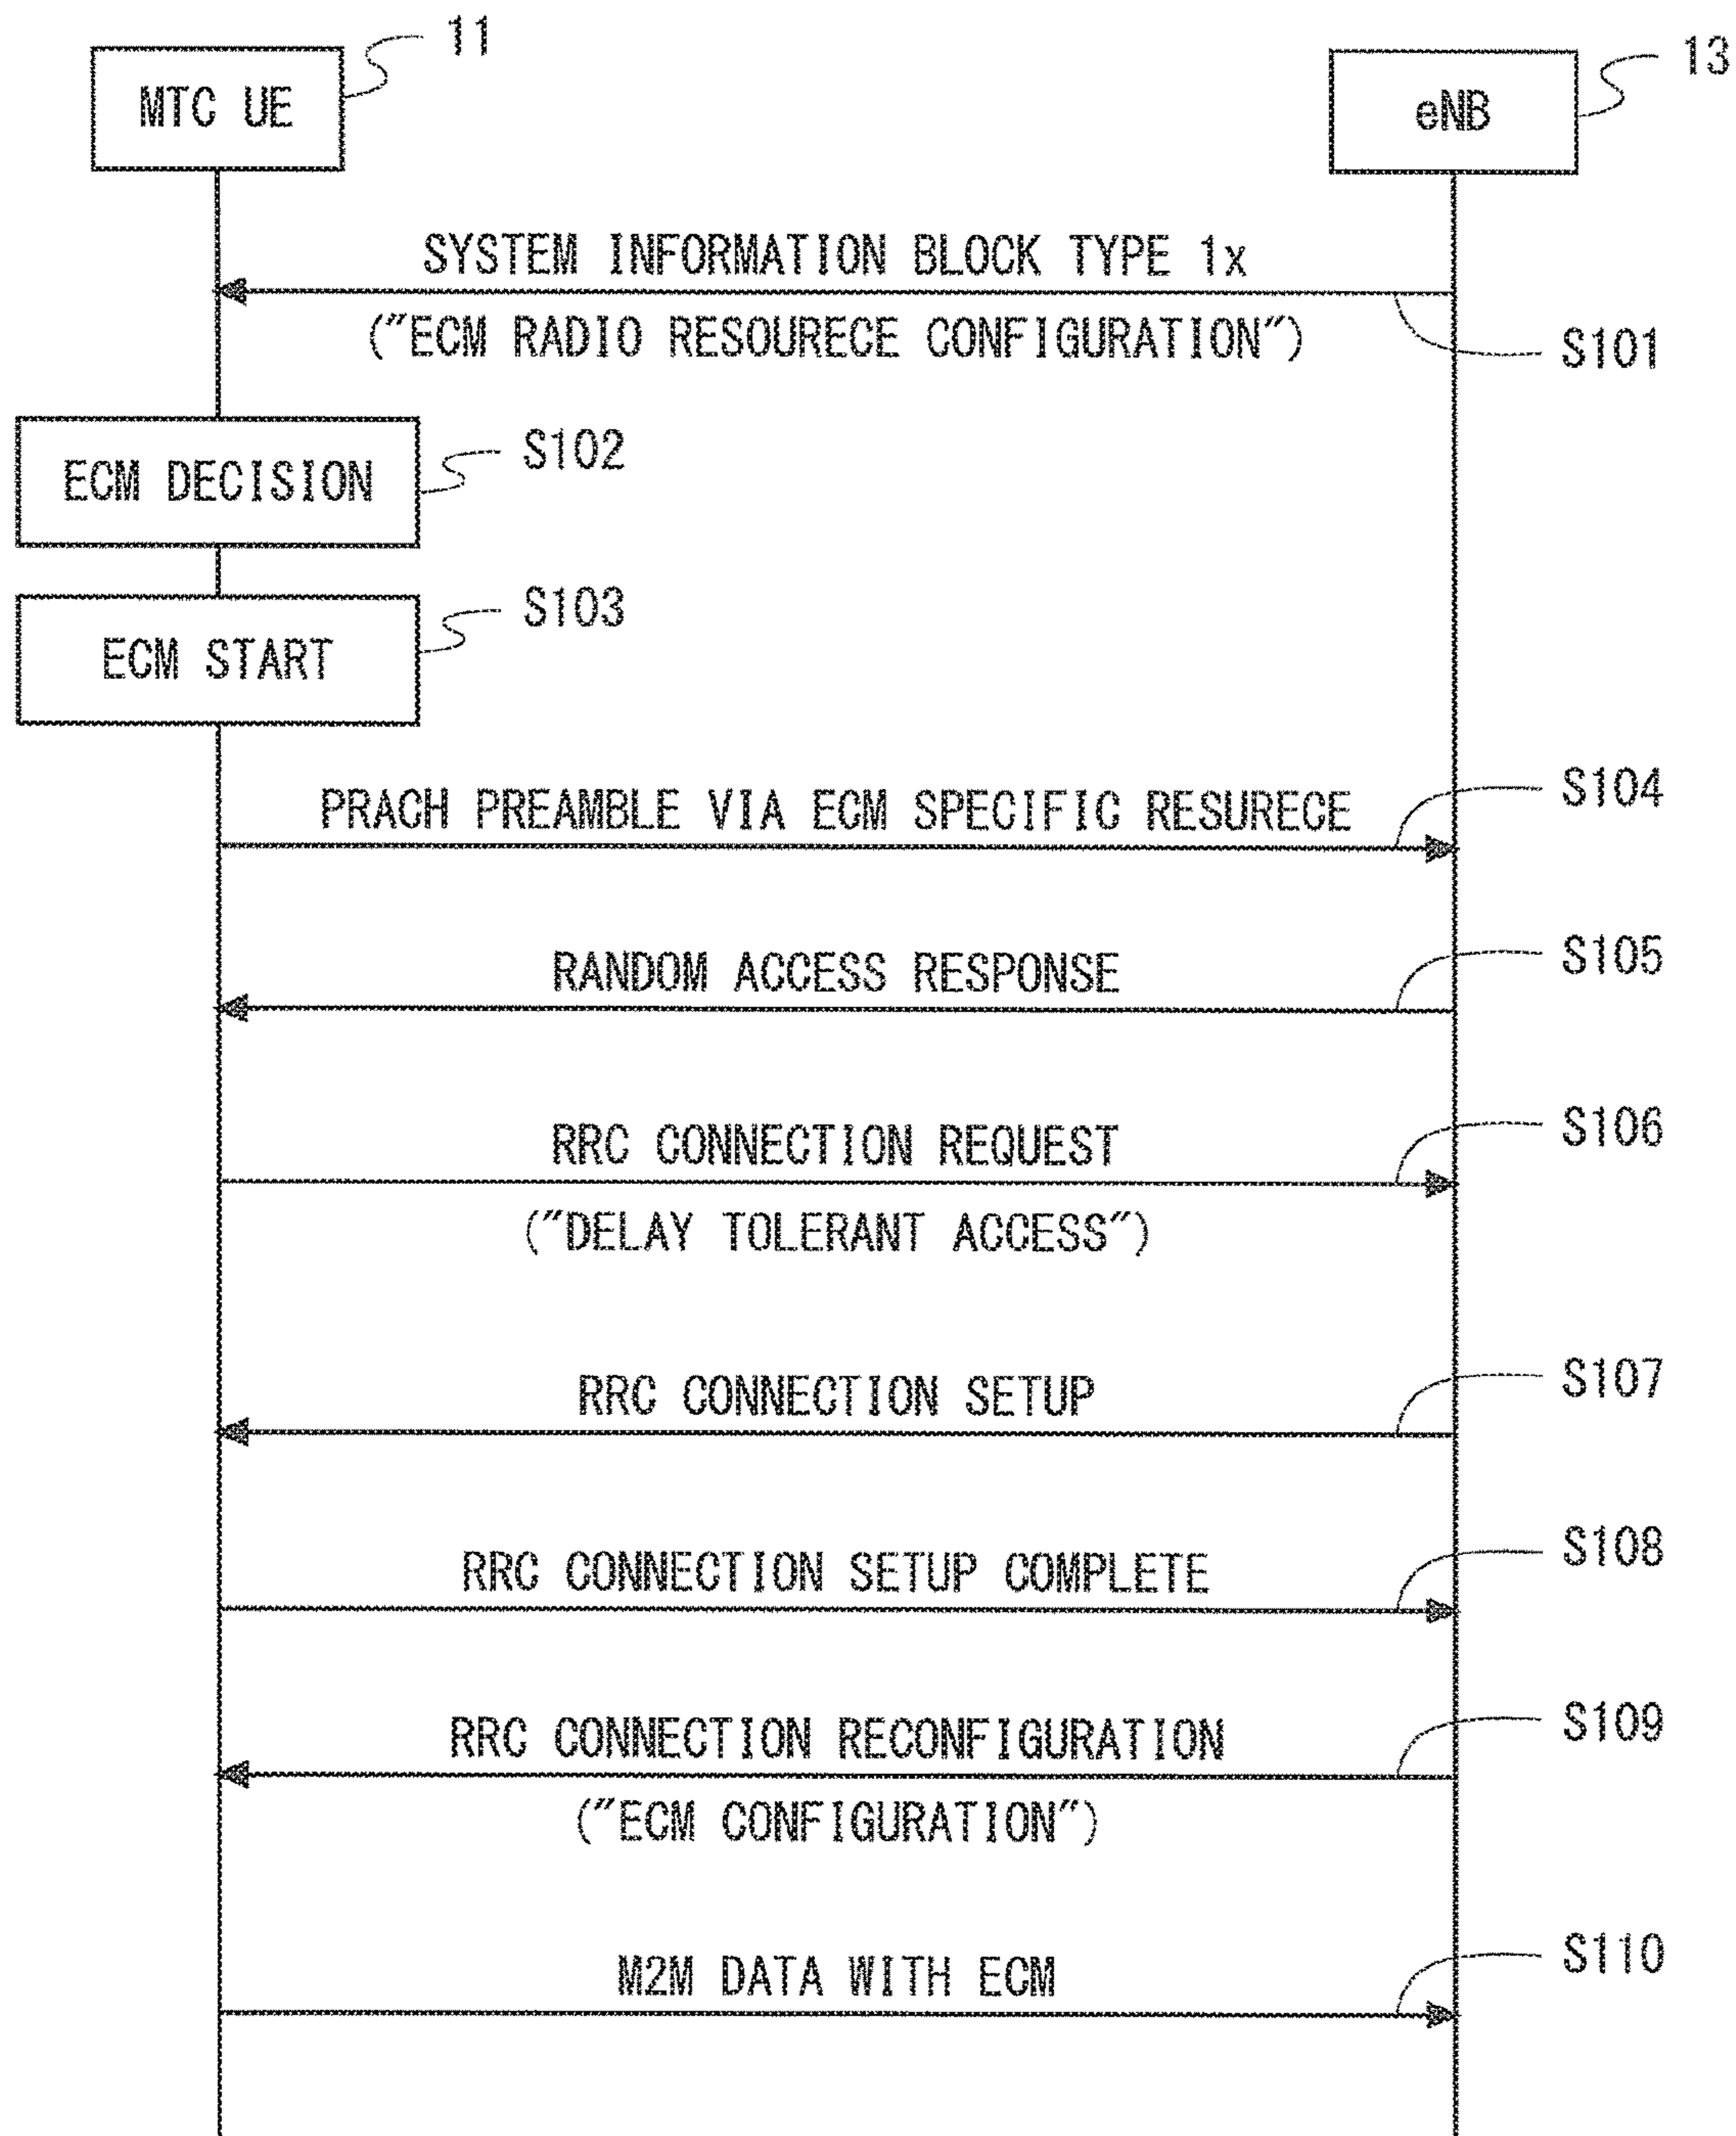 11
13
MTC UE
eNB
SYSTEM INFORMATION BLOCK TYPE 1x
("ECM RADIO RESOURECE CONFIGURATION")
S101
ECM DECISION
S102
ECM START
S103
PRACH PREAMBLE VIA ECM SPECIFIC RESURECE
S104
RANDOM ACCESS RESPONSE
S105
RRC CONNECTION REQUEST
S106
("DELAY TOLERANT ACCESS")
RRC CONNECTION SETUP
S107
RRC CONNECTION SETUP COMPLETE
S108
RRC CONNECTION RECONFIGURATION
S109
("ECM CONFIGURATION")
M2M DATA WITH ECM
S110